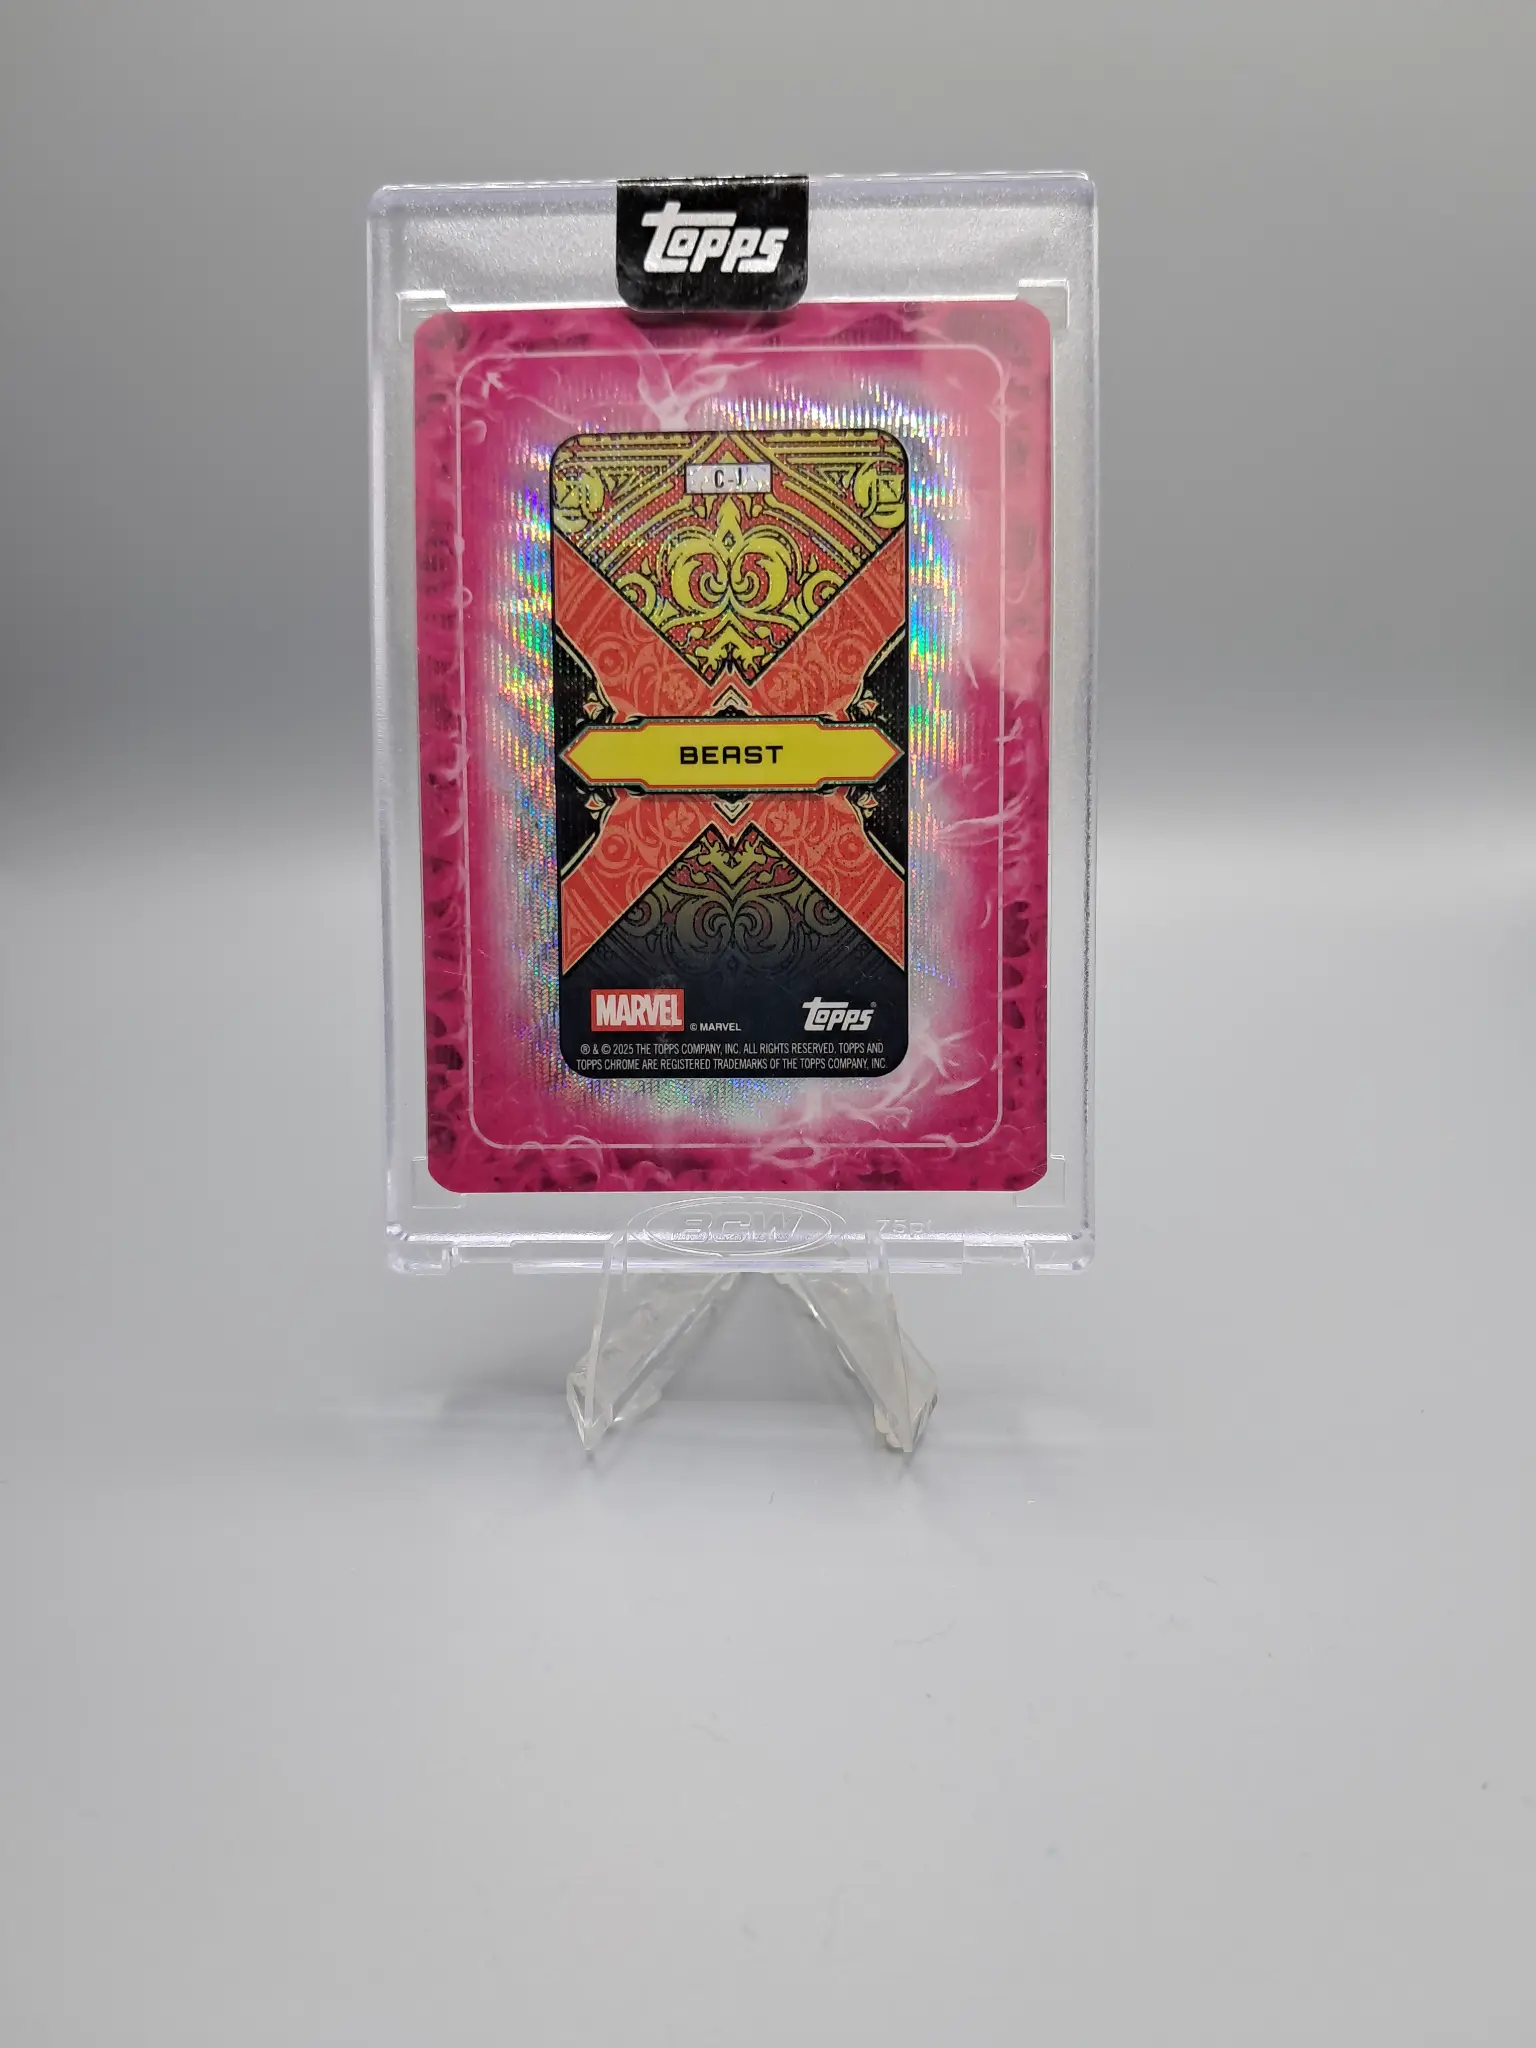 TOPPS
C-J
BEAST
MARVEL © MARVEL TOPPS®
® & © 2025 THE TOPPS COMPANY, INC. ALL RIGHTS RESERVED. TOPPS AND
TOPPS CHROME ARE REGISTERED TRADEMARKS OF THE TOPPS COMPANY, INC.
BCW 75pt